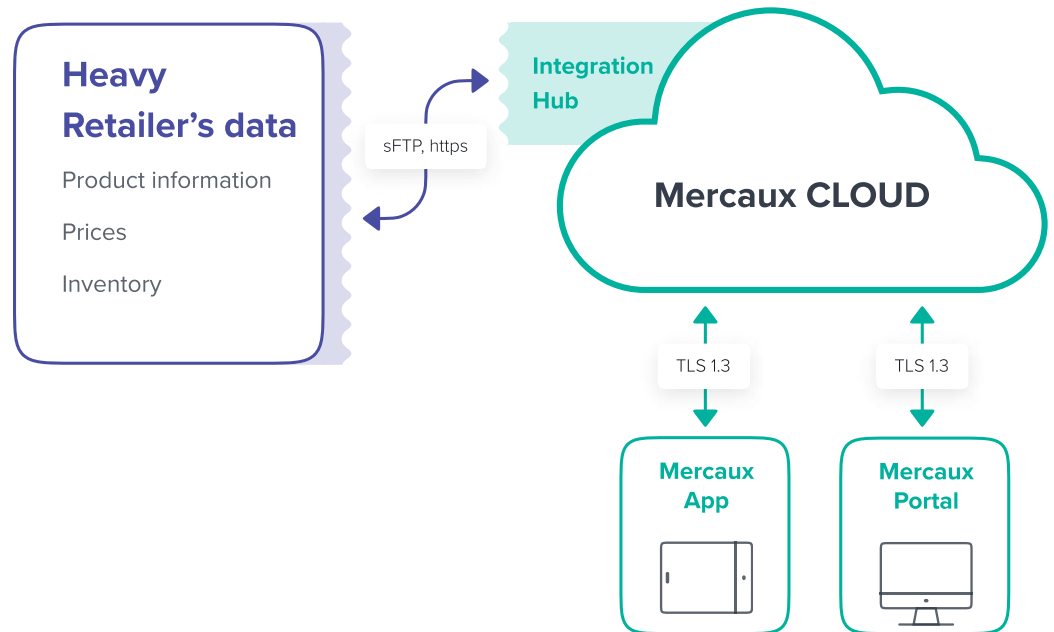 Heavy
Retailer’s data
Product information
Prices
Inventory
sFTP, https
Integration
Hub
Mercaux CLOUD
TLS 1.3
TLS 1.3
Mercaux
App
Mercaux
Portal